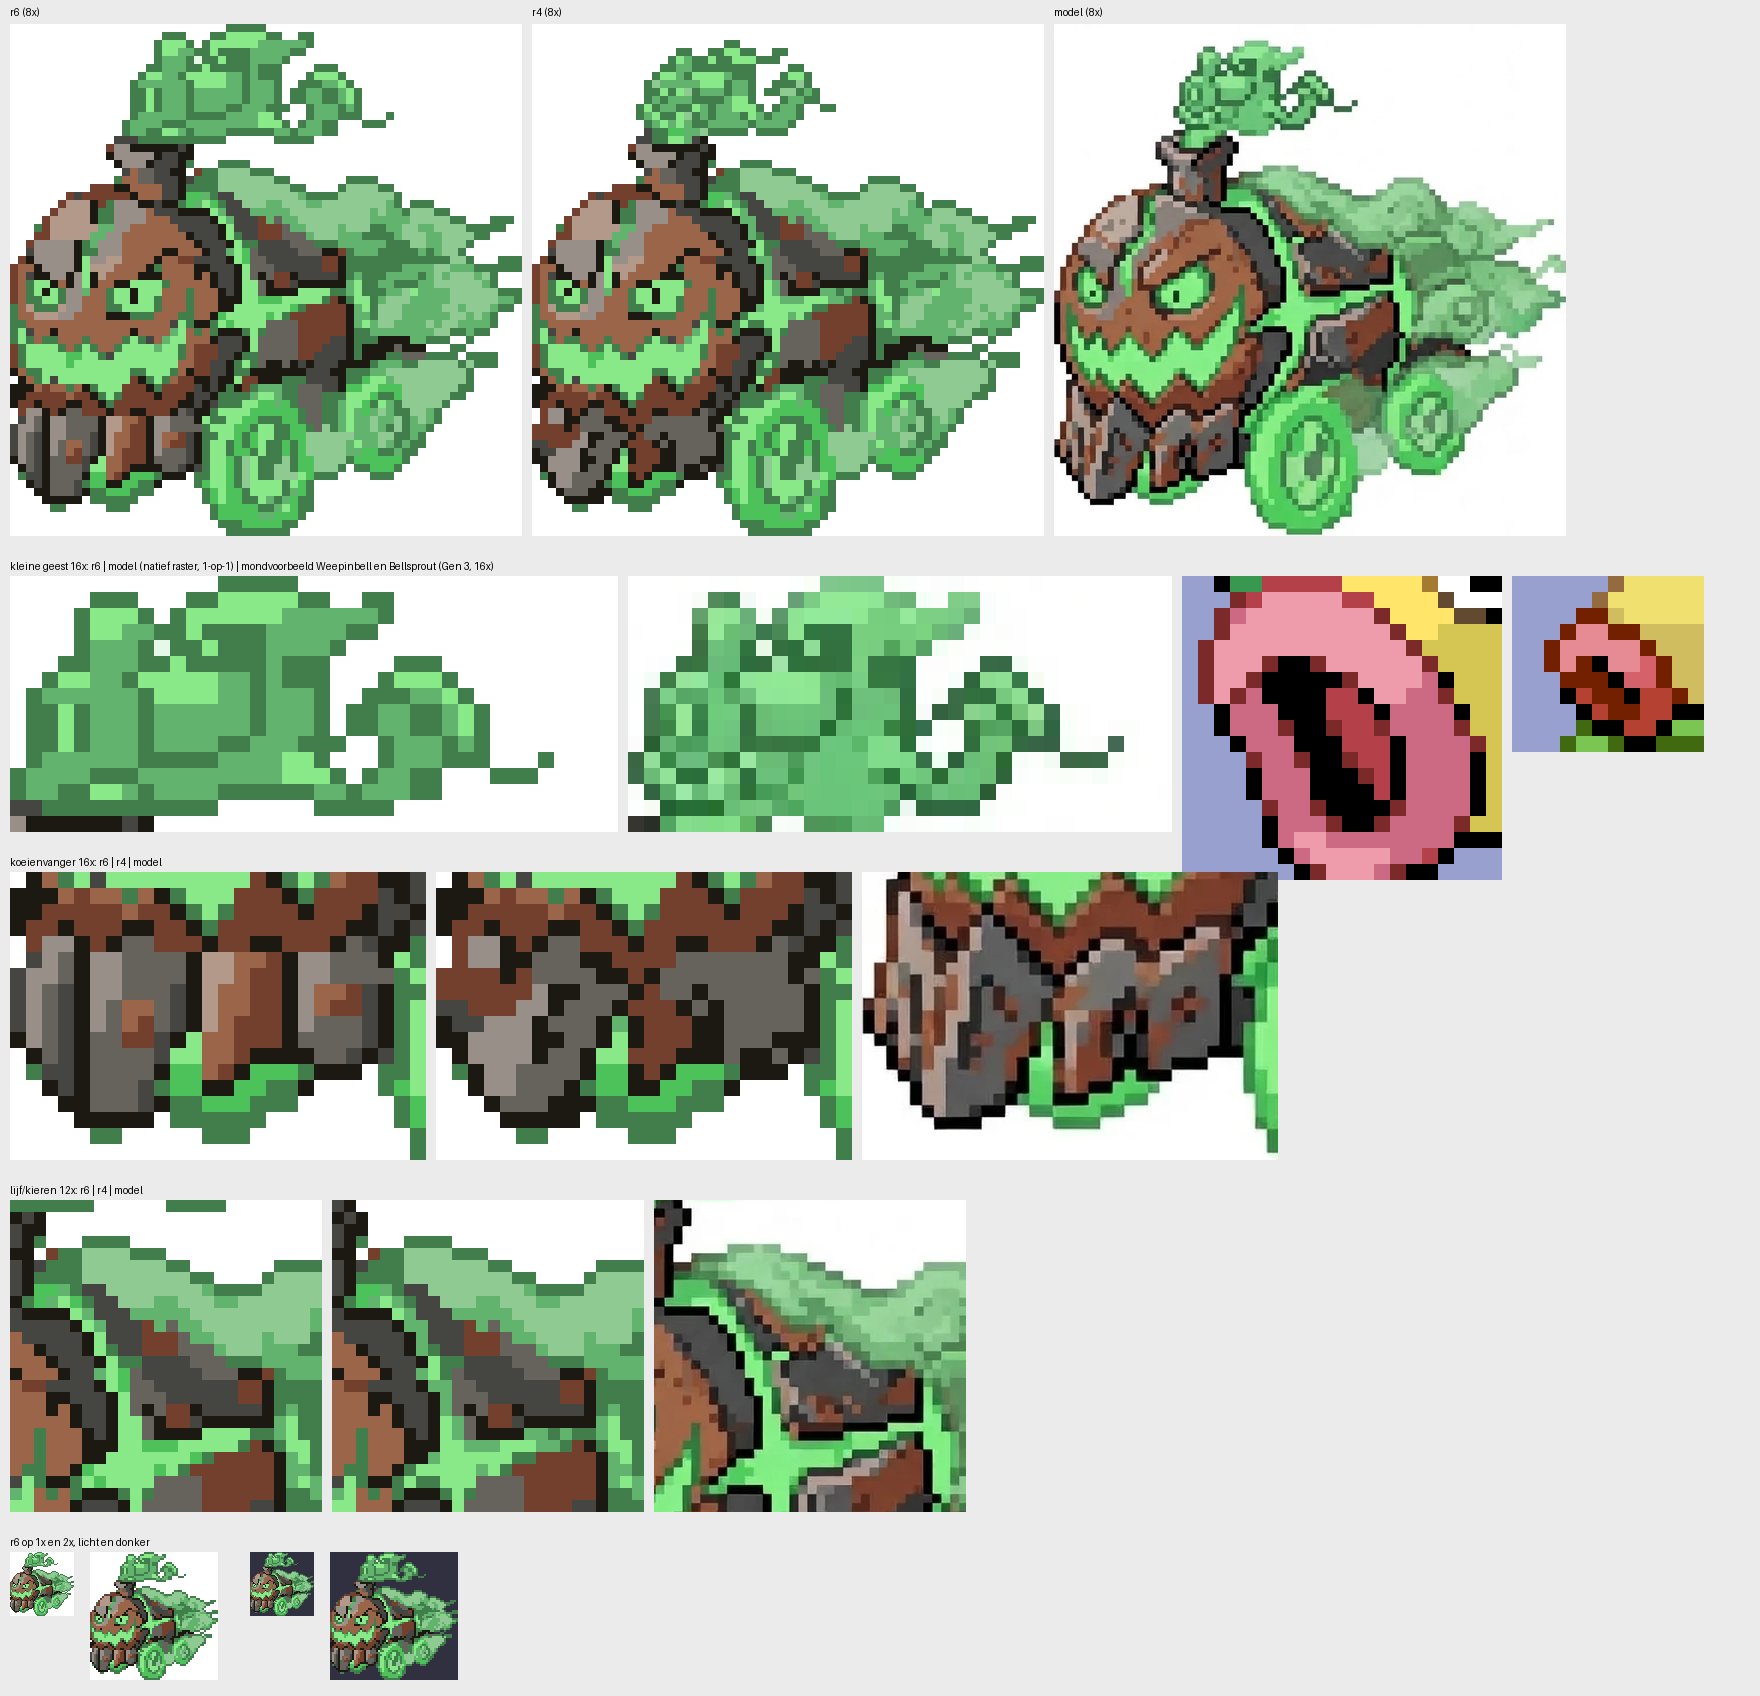 r6 (8x)
r4 (8x)
model (8x)
kleine geest 16x: r6 | model (natief raster, 1-op-1) | mondvoorbeeld Weepinbell en Bellsprout (Gen 3, 16x)
koeienvanger 16x: r6 | r4 | model
lijf/kieren 12x: r6 | r4 | model
r6 op 1x en 2x, licht en donker